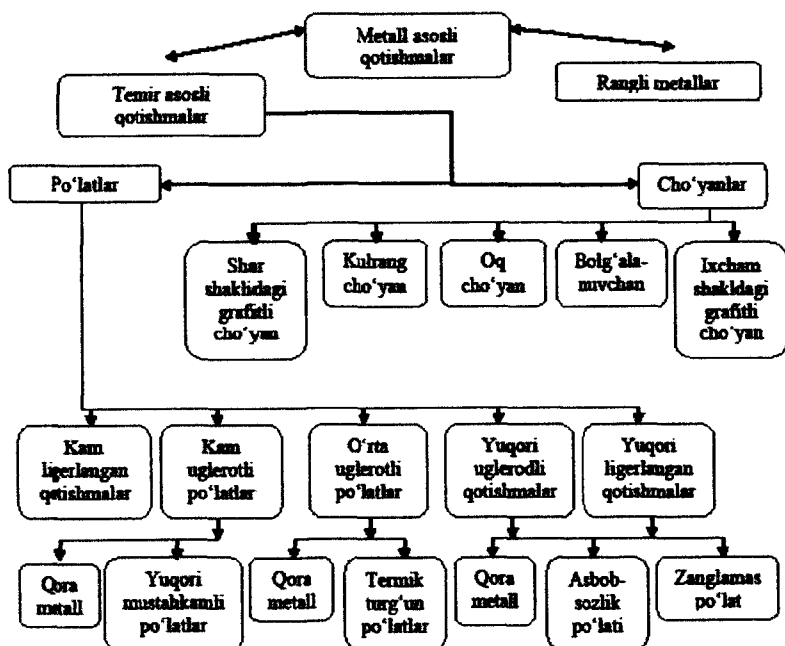 Metall asosli
qotishmalar
Temir asosli
qotishmalar
Rangli metallar
Po‘latlar
Cho‘yanlar
Shar
shaklidagi
grafitli
cho‘yan
Kulrang
cho‘yan
Oq
cho‘yan
Bolg‘ala-
nuvchan
Ixcham
shakldagi
grafitli
cho‘yan
Kam
ligerlangan
qotishmalar
Kam
uglerotli
po‘latlar
O‘rta
uglerotli
po‘latlar
Yuqori
uglerodli
qotishmalar
Yuqori
ligerlangan
qotishmalar
Qora
metall
Yuqori
mustahkamli
po‘latlar
Qora
metall
Termik
turg‘un
po‘latlar
Qora
metall
Asbob-
sozlik
po‘lati
Zanglamas
po‘lat